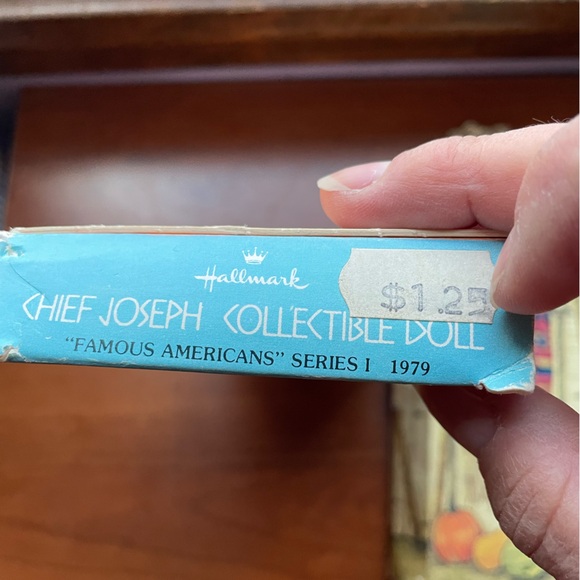 Hallmark
$1.25
CHIEF JOSEPH COLLECTIBLE DOLL
"FAMOUS AMERICANS" SERIES I 1979